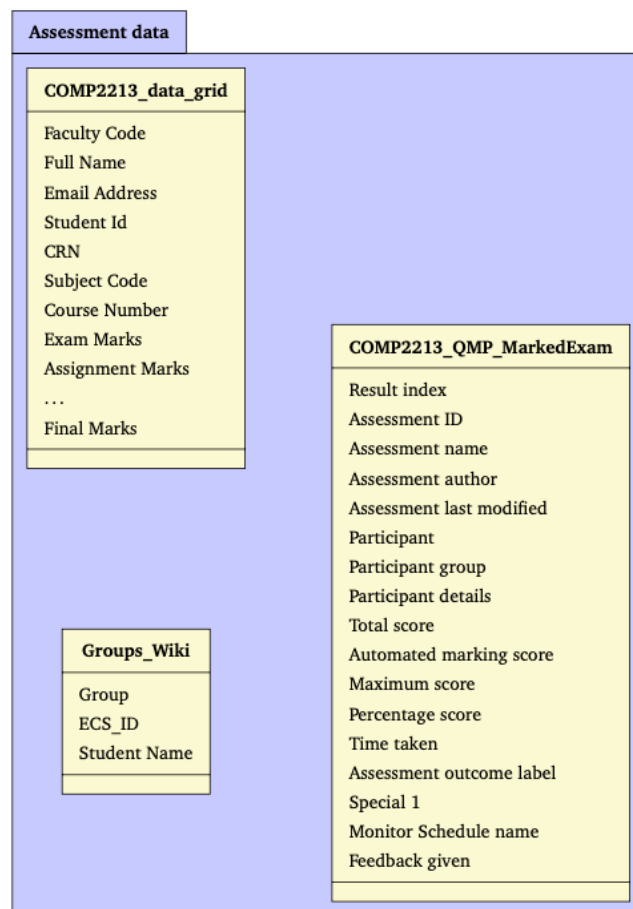 Assessment data
COMP2213_data_grid
Faculty Code
Full Name
Email Address
Student Id
CRN
Subject Code
Course Number
Exam Marks
Assignment Marks
...
Final Marks
COMP2213_QMP_MarkedExam
Result index
Assessment ID
Assessment name
Assessment author
Assessment last modified
Participant
Participant group
Participant details
Total score
Automated marking score
Maximum score
Percentage score
Time taken
Assessment outcome label
Special 1
Monitor Schedule name
Feedback given
Groups_Wiki
Group
ECS_ID
Student Name